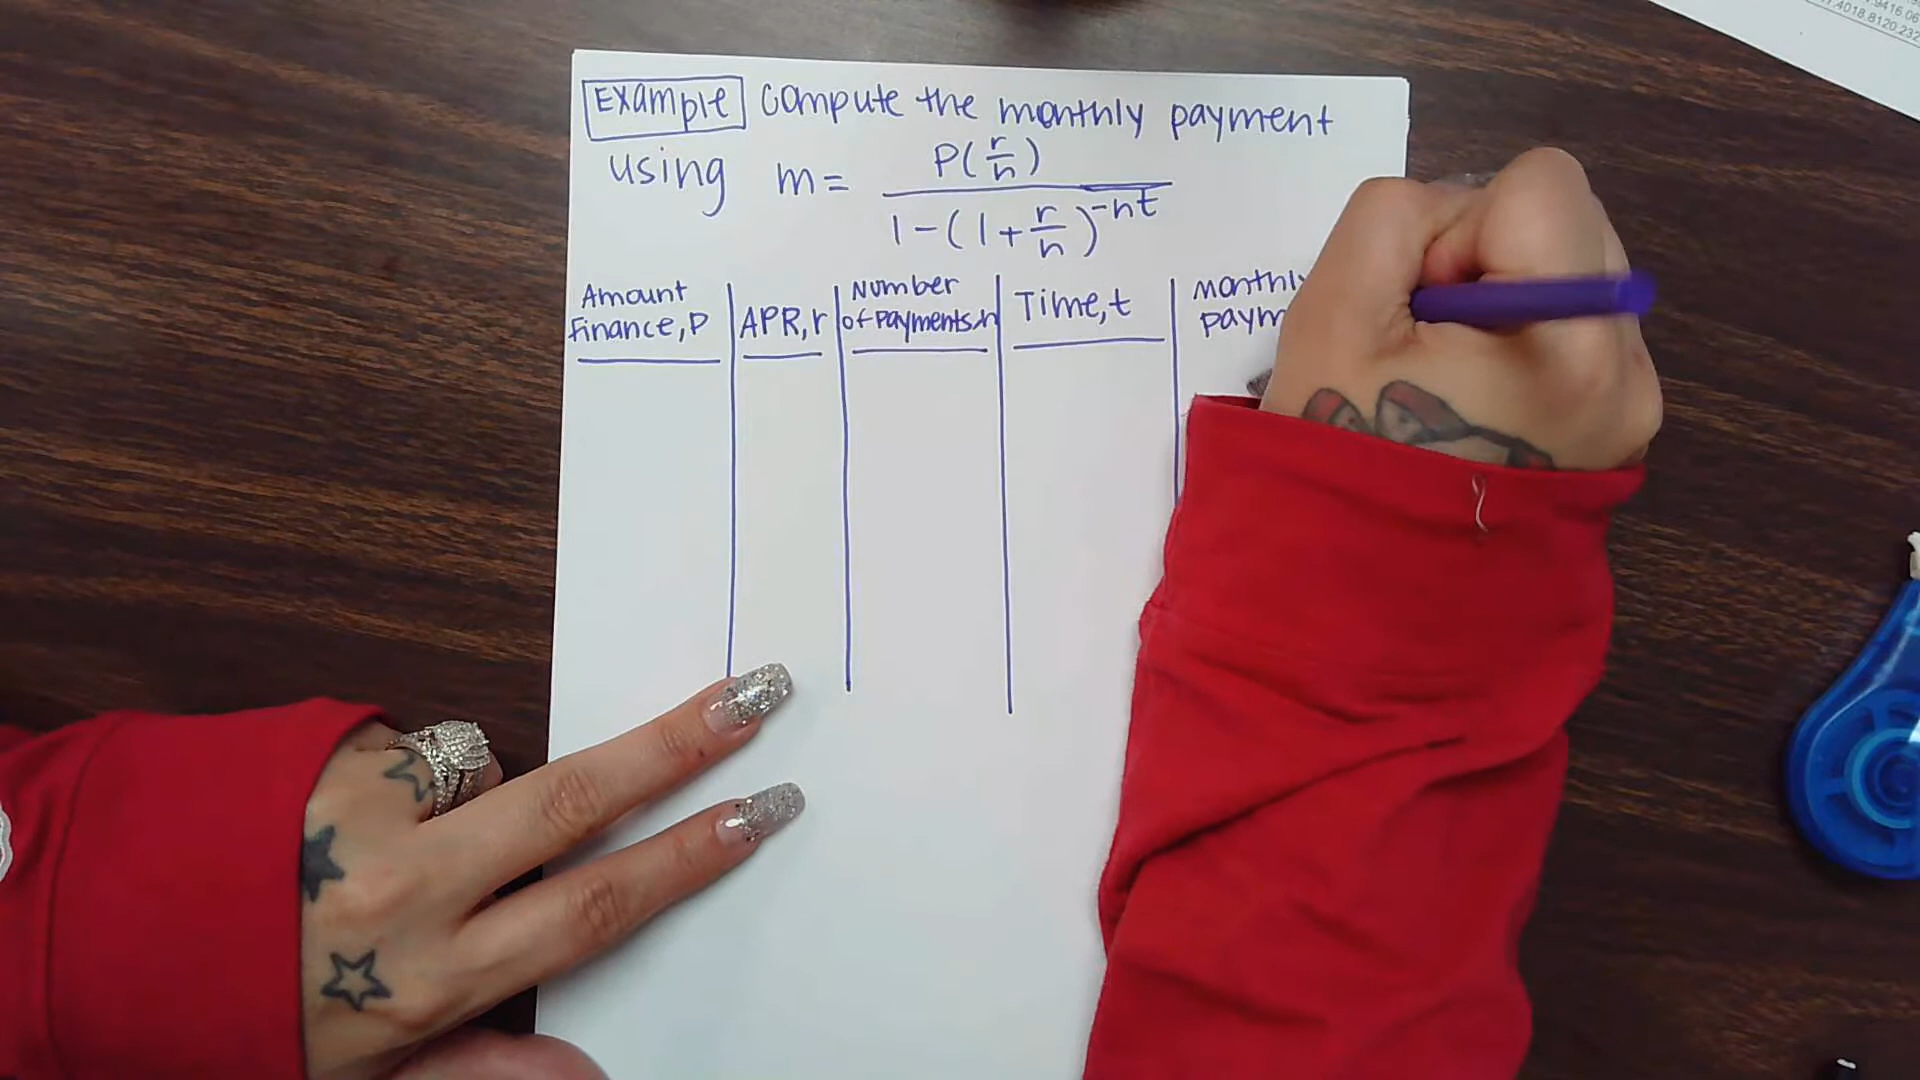 Example Compute the monthly payment
using m = P(r/n)
1-(1+r/n)^-nt
Amount
Finance, P
APR, r
Number
of Payments, n
Time, t
monthly
paym